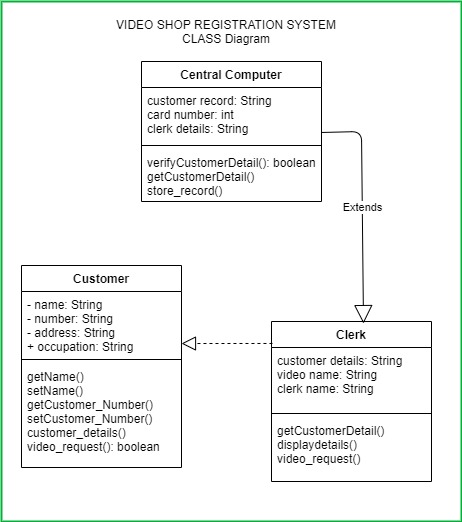 VIDEO SHOP REGISTRATION SYSTEM
CLASS Diagram
Central Computer
customer record: String
card number: int
clerk details: String
verifyCustomerDetail(): boolean
getCustomerDetail()
store_record()
Extends
Customer
- name: String
- number: String
- address: String
+ occupation: String
getName()
setName()
getCustomer_Number()
setCustomer_Number()
customer_details()
video_request(): boolean
Clerk
customer details: String
video name: String
clerk name: String
getCustomerDetail()
displaydetails()
video_request()